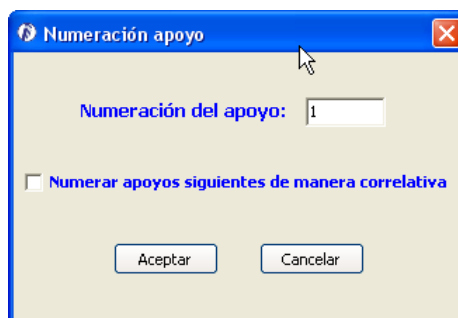 Numeración apoyo
Numeración del apoyo: 1
Numerar apoyos siguientes de manera correlativa
Aceptar Cancelar